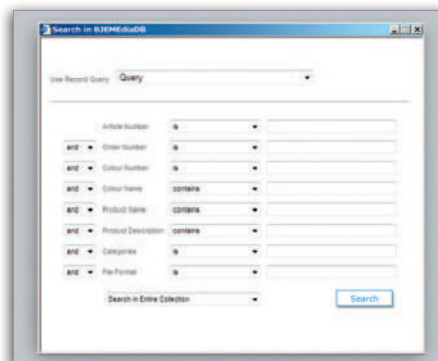 Search in BJEMEdiaDB
Use Record Query Query
Article Number is
and Order Number is
and Colour Number is
and Colour Name contains
and Product Name contains
and Product Description contains
and Categories is
and File Format is
Search in Entire Collection Search